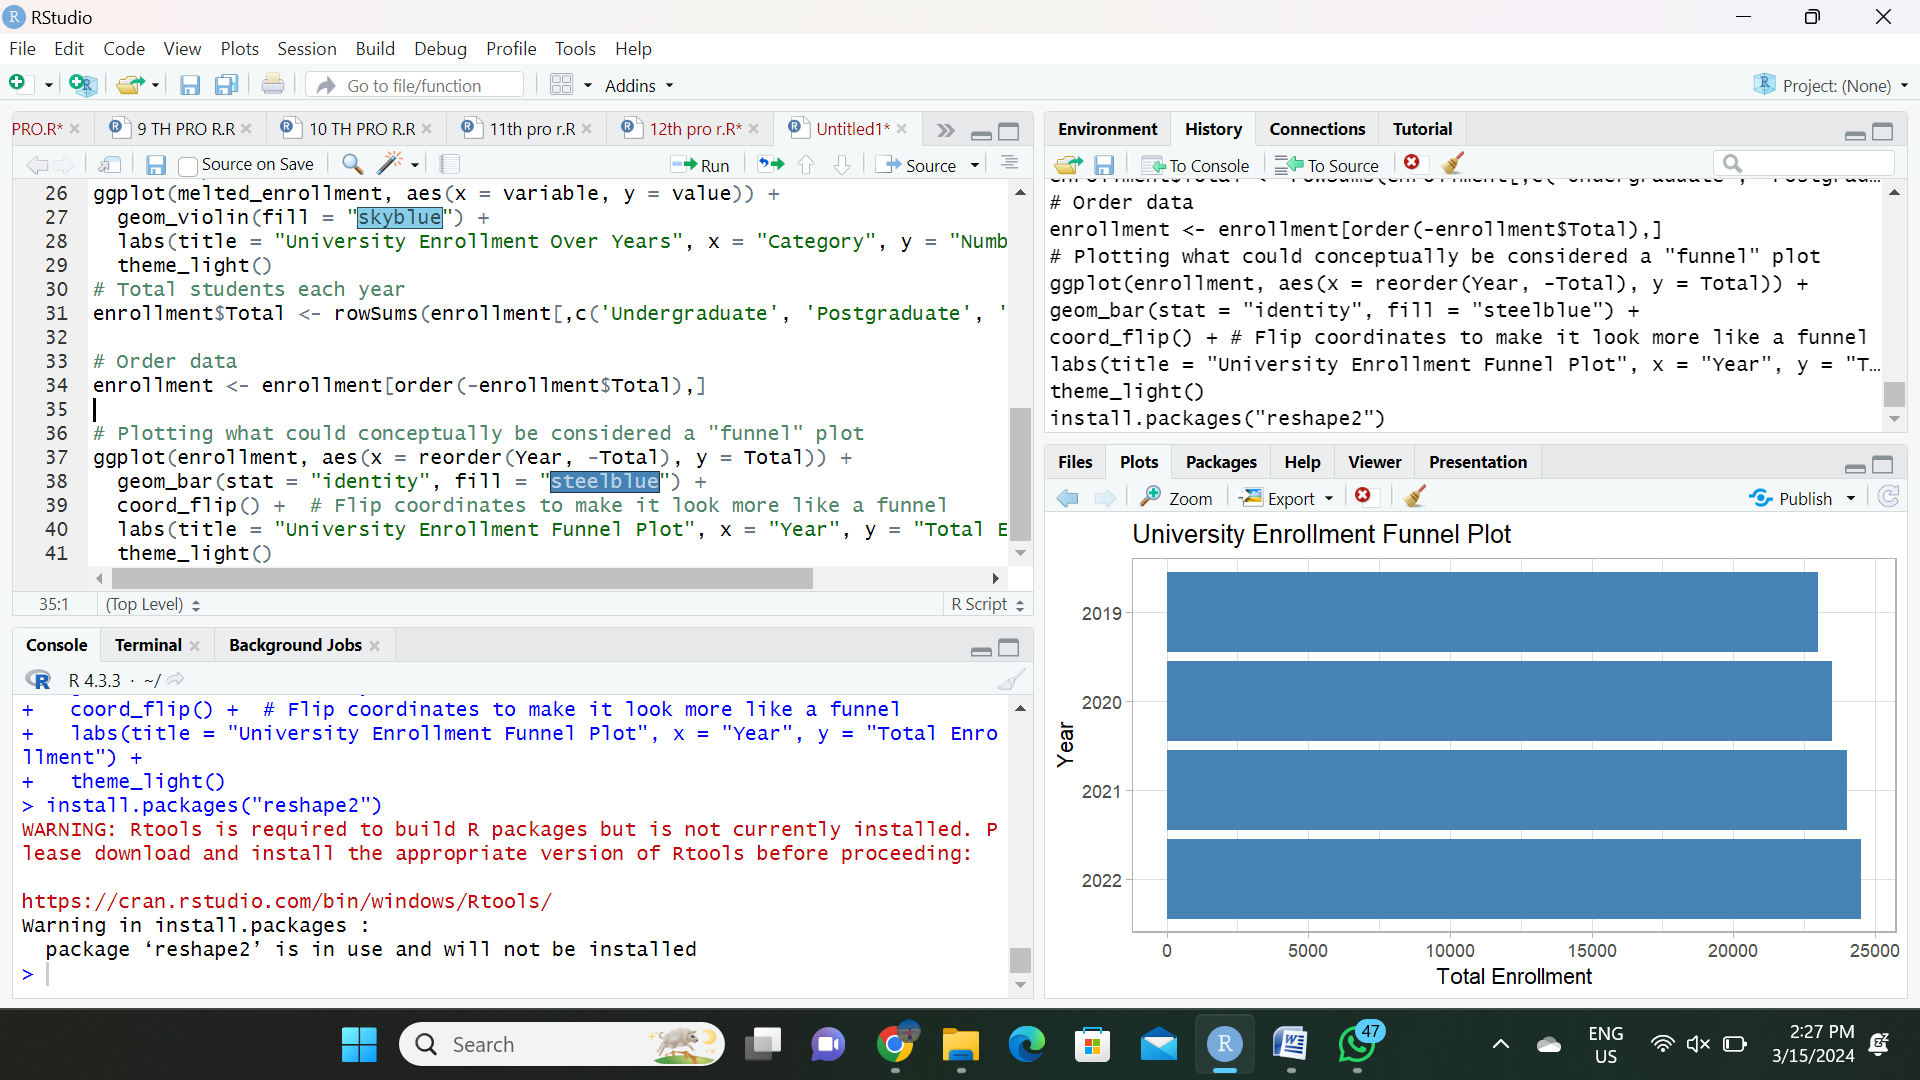 RStudio
File Edit Code View Plots Session Build Debug Profile Tools Help
Go to file/function Addins Project: (None)
PRO.R* 9 TH PRO R.R 10 TH PRO R.R 11th pro r.R 12th pro r.R* Untitled1*
Source on Save Run Source
26 ggplot(melted_enrollment, aes(x = variable, y = value)) +
27 geom_violin(fill = "skyblue") +
28 labs(title = "University Enrollment Over Years", x = "Category", y = "Numb
29 theme_light()
30 # Total students each year
31 enrollment$Total <- rowSums(enrollment[,c('Undergraduate', 'Postgraduate', '
32
33 # Order data
34 enrollment <- enrollment[order(-enrollment$Total),]
35
36 # Plotting what could conceptually be considered a "funnel" plot
37 ggplot(enrollment, aes(x = reorder(Year, -Total), y = Total)) +
38 geom_bar(stat = "identity", fill = "steelblue") +
39 coord_flip() + # Flip coordinates to make it look more like a funnel
40 labs(title = "University Enrollment Funnel Plot", x = "Year", y = "Total E
41 theme_light()
35:1 (Top Level) R Script
Console Terminal Background Jobs
R 4.3.3 · ~/
+ coord_flip() + # Flip coordinates to make it look more like a funnel
+ labs(title = "University Enrollment Funnel Plot", x = "Year", y = "Total Enro
llment") +
+ theme_light()
> install.packages("reshape2")
WARNING: Rtools is required to build R packages but is not currently installed. P
lease download and install the appropriate version of Rtools before proceeding:
https://cran.rstudio.com/bin/windows/Rtools/
Warning in install.packages :
package ‘reshape2’ is in use and will not be installed
>
Environment History Connections Tutorial
To Console To Source
# Order data
enrollment <- enrollment[order(-enrollment$Total),]
# Plotting what could conceptually be considered a "funnel" plot
ggplot(enrollment, aes(x = reorder(Year, -Total), y = Total)) +
geom_bar(stat = "identity", fill = "steelblue") +
coord_flip() + # Flip coordinates to make it look more like a funnel
labs(title = "University Enrollment Funnel Plot", x = "Year", y = "T…
theme_light()
install.packages("reshape2")
Files Plots Packages Help Viewer Presentation
Zoom Export Publish
University Enrollment Funnel Plot
2019
2020
2021
2022
Year
0 5000 10000 15000 20000 25000
Total Enrollment
Search
47
ENG
US
2:27 PM
3/15/2024